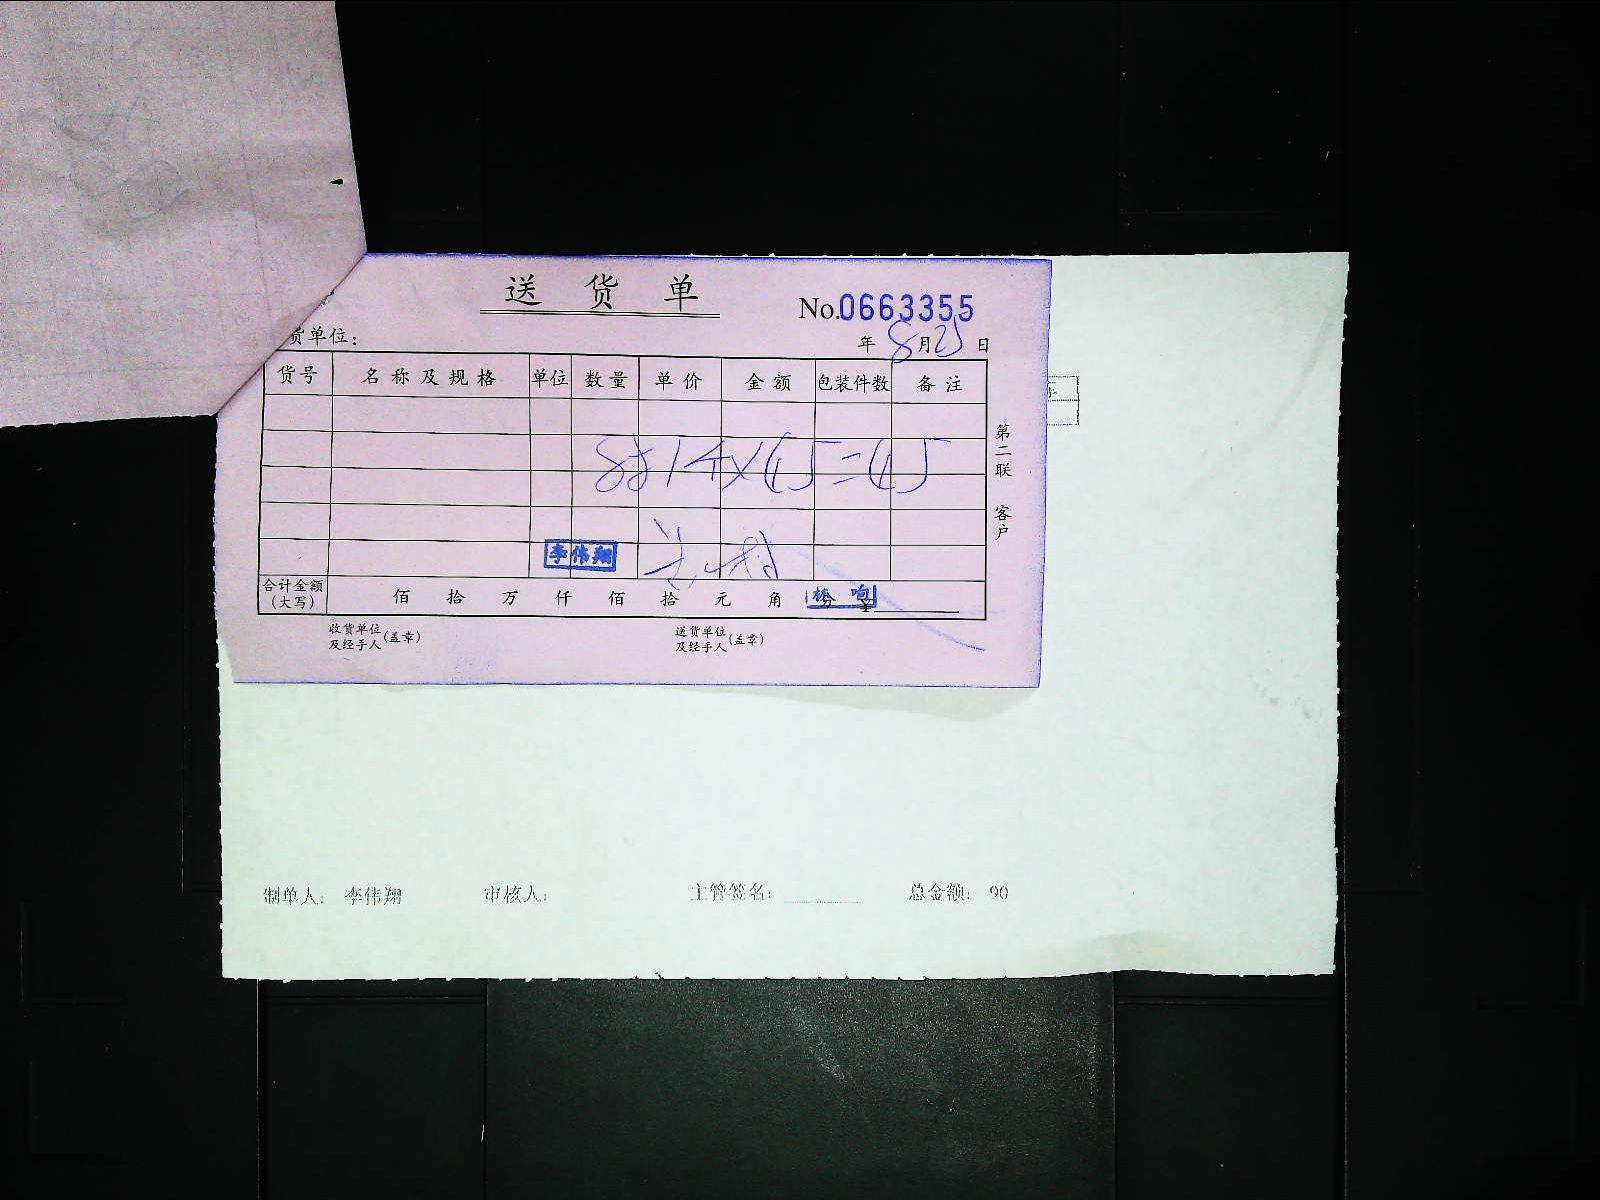 送货单
No.0663355
货单位：
年 8月25日
货号 名称及规格 单位 数量 单价 金额 包装件数 备注
第二联 客户
14×45=45
李伟翔
合计金额（大写） 佰 拾 万 仟 佰 拾 元 角 分 ¥
收货单位及经手人（盖章） 送货单位及经手人（盖章）
制单人： 李伟翔 审核人： 主管签名： 总金额： 90